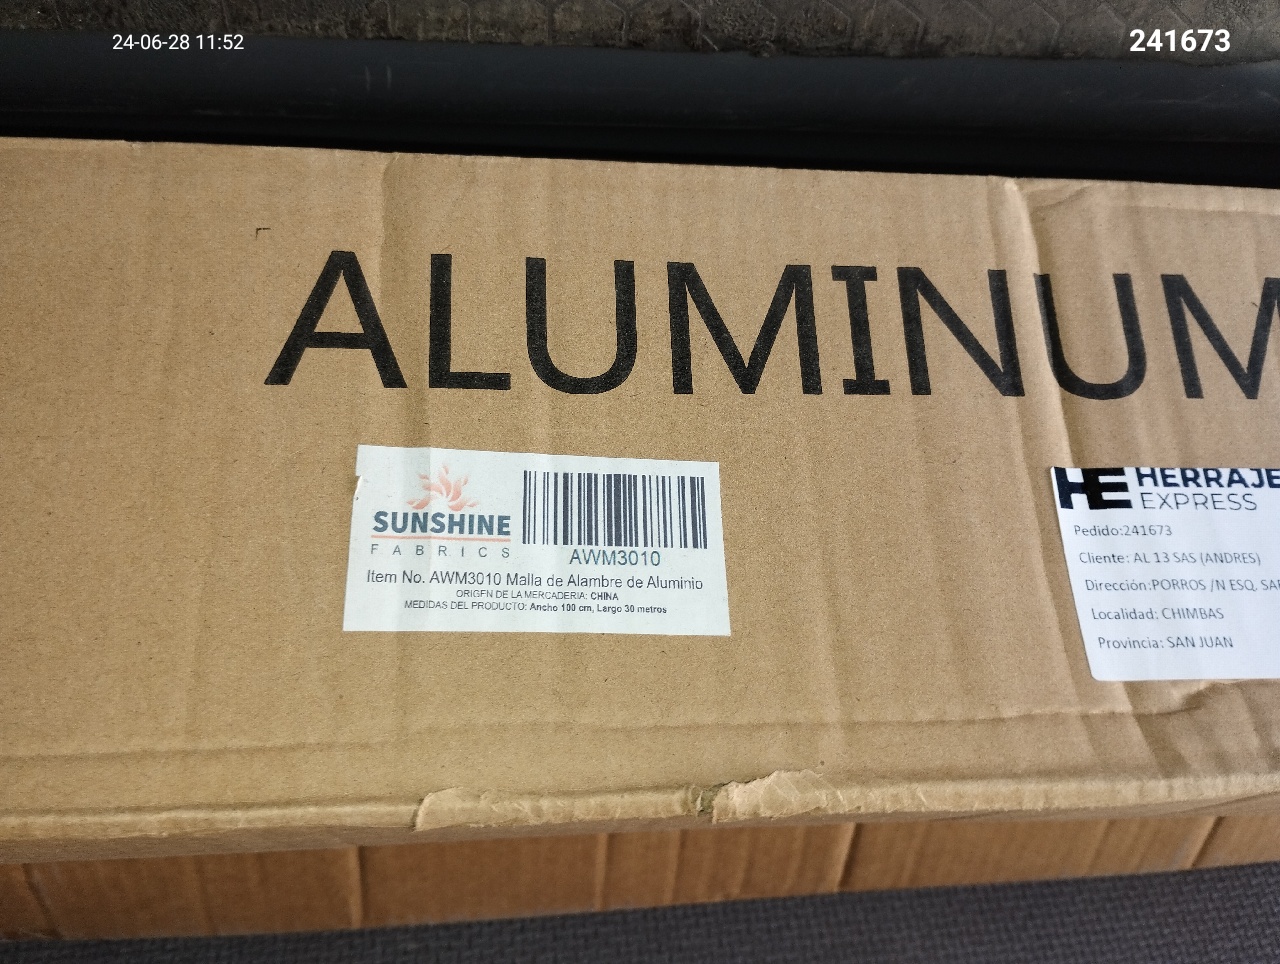 24-06-28 11:52
241673
ALUMINUM
SUNSHINE
FABRICS
AWM3010
Item No. AWM3010 Malla de Alambre de Aluminio
ORIGEN DE LA MERCADERIA: CHINA
MEDIDAS DEL PRODUCTO: Ancho 100 cm, Largo 30 metros
HE HERRAJE
EXPRESS
Pedido:241673
Cliente: AL 13 SAS (ANDRES)
Dirección:PORROS /N ESQ.
Localidad: CHIMBAS
Provincia: SAN JUAN